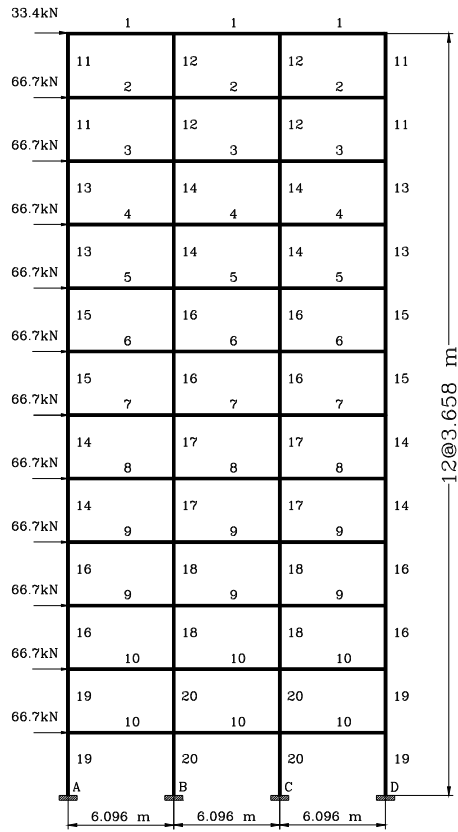 33.4kN 1 1 1
11 12 12 11
66.7kN 2 2 2
11 12 12 11
66.7kN 3 3 3
13 14 14 13
66.7kN 4 4 4
13 14 14 13
66.7kN 5 5 5
15 16 16 15
66.7kN 6 6 6
15 16 16 15
66.7kN 7 7 7
14 17 17 14
66.7kN 8 8 8
14 17 17 14
66.7kN 9 9 9
16 18 18 16
66.7kN 9 9 9
16 18 18 16
66.7kN 10 10 10
19 20 20 19
66.7kN 10 10 10
19 20 20 19
A B C D
6.096 m 6.096 m 6.096 m
12@3.658 m